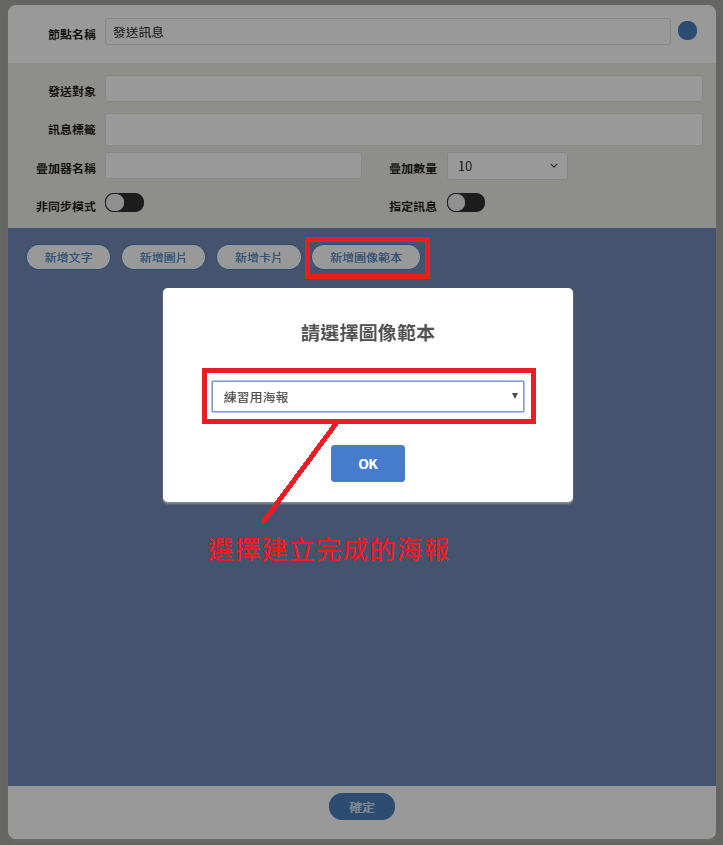 節點名稱 發送訊息
發送對象
訊息標籤
疊加器名稱 疊加數量 10
非同步模式 指定訊息
新增文字 新增圖片 新增卡片 新增圖像範本
請選擇圖像範本
練習用海報
OK
選擇建立完成的海報
確定